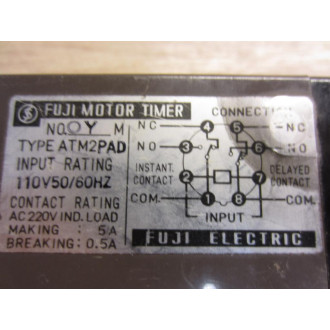 FUJI MOTOR TIMER
NO. OY M
TYPE ATM2PAD
INPUT RATING
110V50/60HZ
CONTACT RATING
AC220V IND. LOAD
MAKING : 5A
BREAKING: 0.5A
CONNECTION
NC 4 5 NC
NO 3 6 NO
INSTANT. CONTACT
DELAYED CONTACT
2 7
COM. 1 8 COM.
INPUT
FUJI ELECTRIC